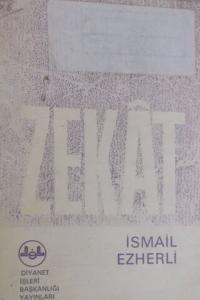 ZEKÂT
İSMAİL
EZHERLİ
DİYANET
İŞLERİ
BAŞKANLIĞI
YAYINLARI